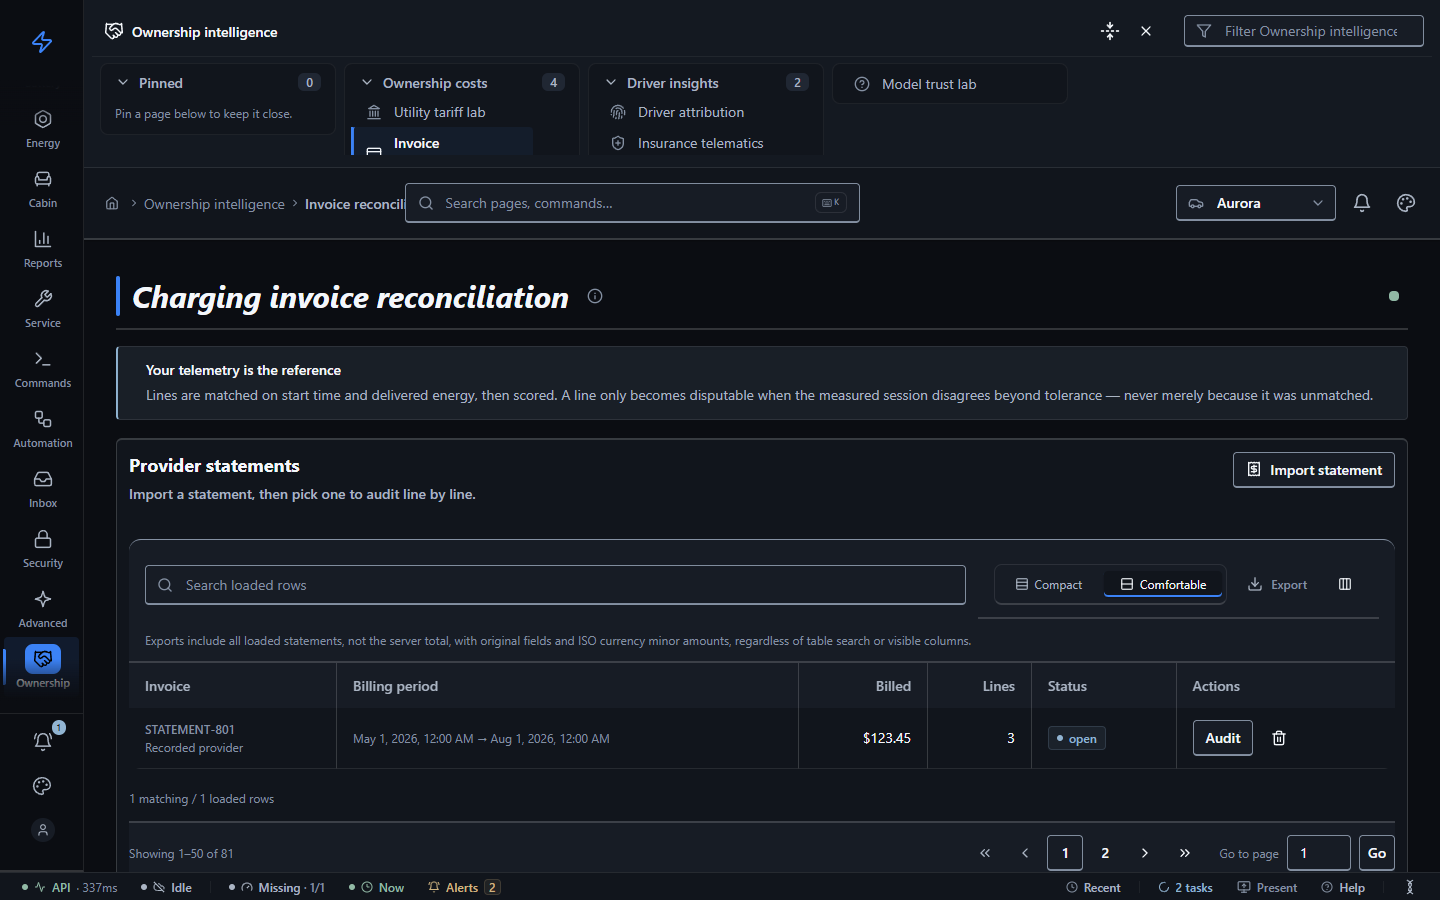 Ownership intelligence
Filter Ownership intelligence
Pinned 0
Pin a page below to keep it close.
Ownership costs 4
Utility tariff lab
Invoice
Driver insights 2
Driver attribution
Insurance telematics
Model trust lab
Energy
Cabin
Reports
Service
Commands
Automation
Inbox
Security
Advanced
Ownership
1
Ownership intelligence
Invoice reconcili
Search pages, commands...
K
Aurora
Charging invoice reconciliation
Your telemetry is the reference
Lines are matched on start time and delivered energy, then scored. A line only becomes disputable when the measured session disagrees beyond tolerance — never merely because it was unmatched.
Provider statements
Import a statement, then pick one to audit line by line.
Import statement
Search loaded rows
Compact
Comfortable
Export
Exports include all loaded statements, not the server total, with original fields and ISO currency minor amounts, regardless of table search or visible columns.
Invoice Billing period Billed Lines Status Actions
STATEMENT-801
Recorded provider
May 1, 2026, 12:00 AM → Aug 1, 2026, 12:00 AM
$123.45
3
open
Audit
1 matching / 1 loaded rows
Showing 1–50 of 81
1 2
Go to page 1 Go
API · 337ms
Idle
Missing · 1/1
Now
Alerts 2
Recent
2 tasks
Present
Help